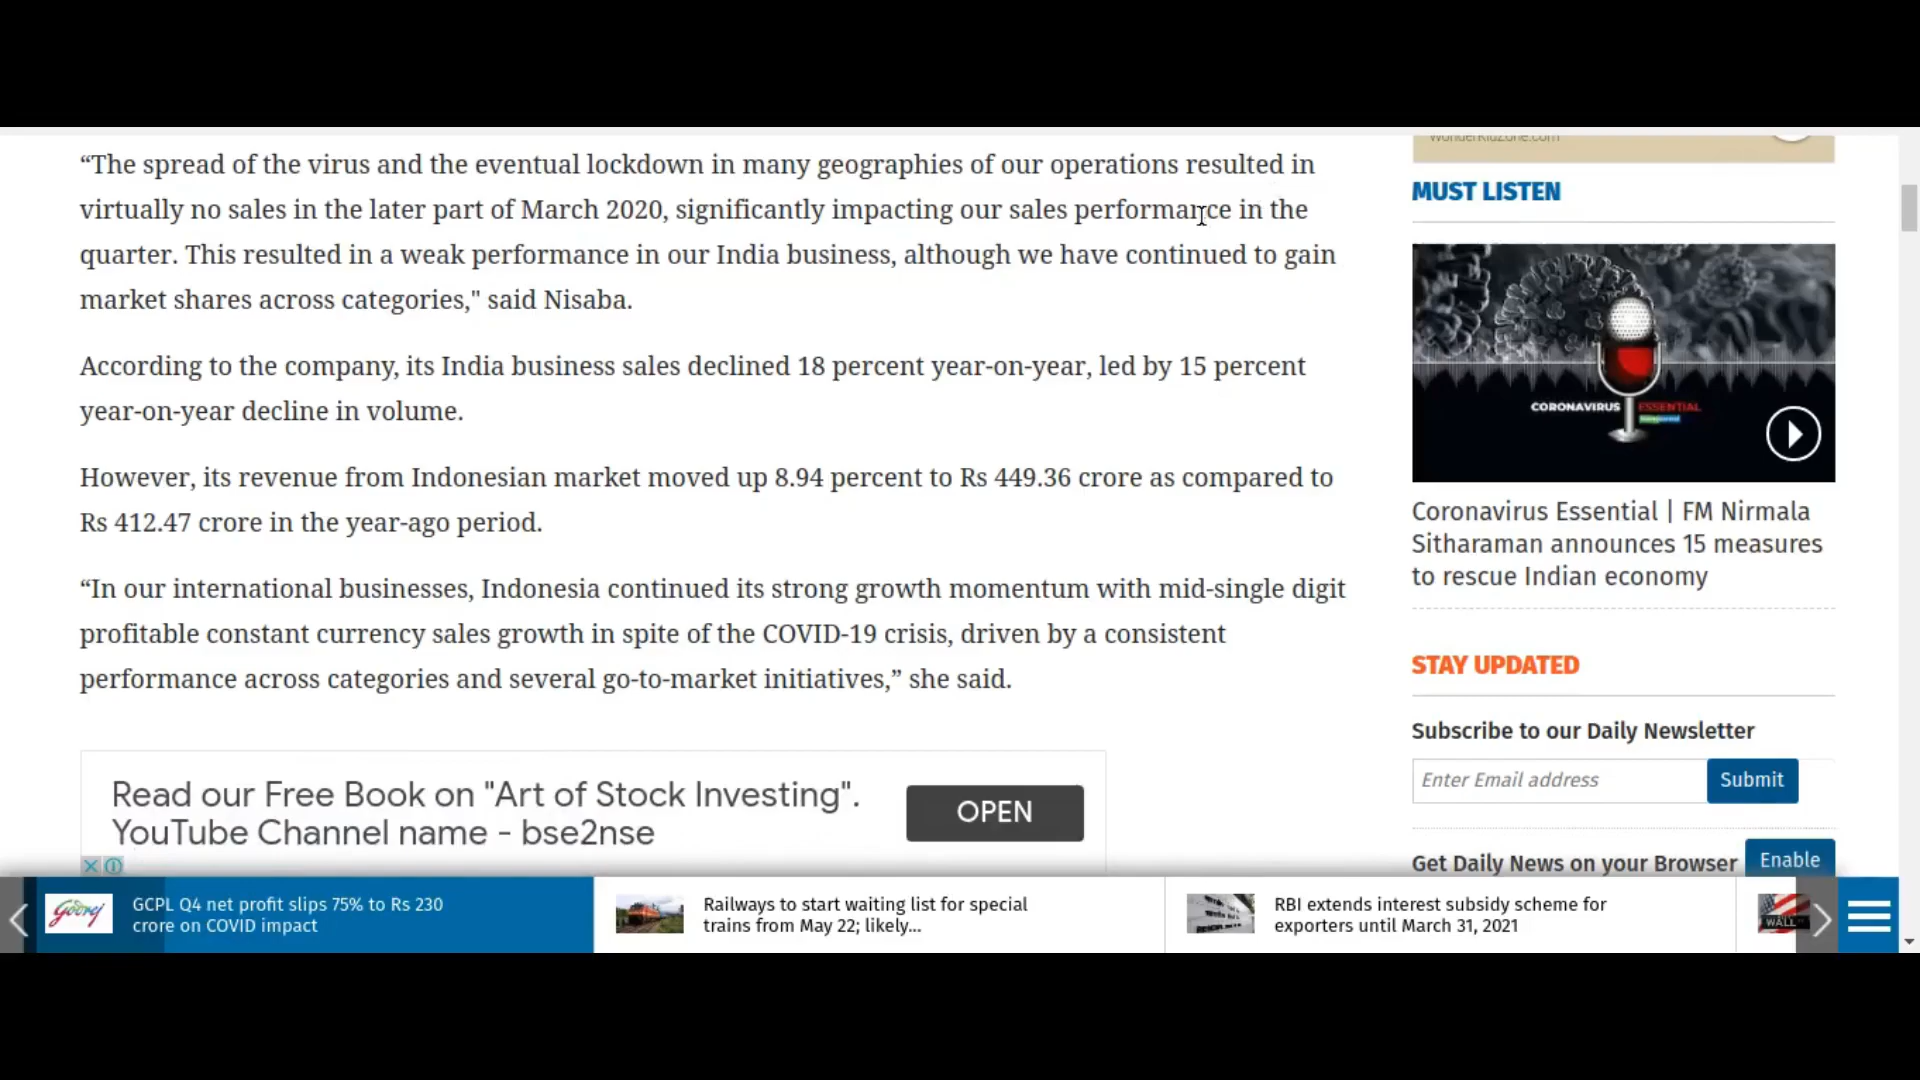 “The spread of the virus and the eventual lockdown in many geographies of our operations resulted in
virtually no sales in the later part of March 2020, significantly impacting our sales performance in the
quarter. This resulted in a weak performance in our India business, although we have continued to gain
market shares across categories," said Nisaba.
According to the company, its India business sales declined 18 percent year-on-year, led by 15 percent
year-on-year decline in volume.
However, its revenue from Indonesian market moved up 8.94 percent to Rs 449.36 crore as compared to
Rs 412.47 crore in the year-ago period.
“In our international businesses, Indonesia continued its strong growth momentum with mid-single digit
profitable constant currency sales growth in spite of the COVID-19 crisis, driven by a consistent
performance across categories and several go-to-market initiatives,” she said.
Read our Free Book on "Art of Stock Investing".
YouTube Channel name - bse2nse
OPEN
WonderKidzone.com
MUST LISTEN
CORONAVIRUS ESSENTIAL
Coronavirus Essential | FM Nirmala
Sitharaman announces 15 measures
to rescue Indian economy
STAY UPDATED
Subscribe to our Daily Newsletter
Enter Email address
Submit
Get Daily News on your Browser
Enable
Godrej
GCPL Q4 net profit slips 75% to Rs 230
crore on COVID impact
Railways to start waiting list for special
trains from May 22; likely...
RBI extends interest subsidy scheme for
exporters until March 31, 2021
WALL